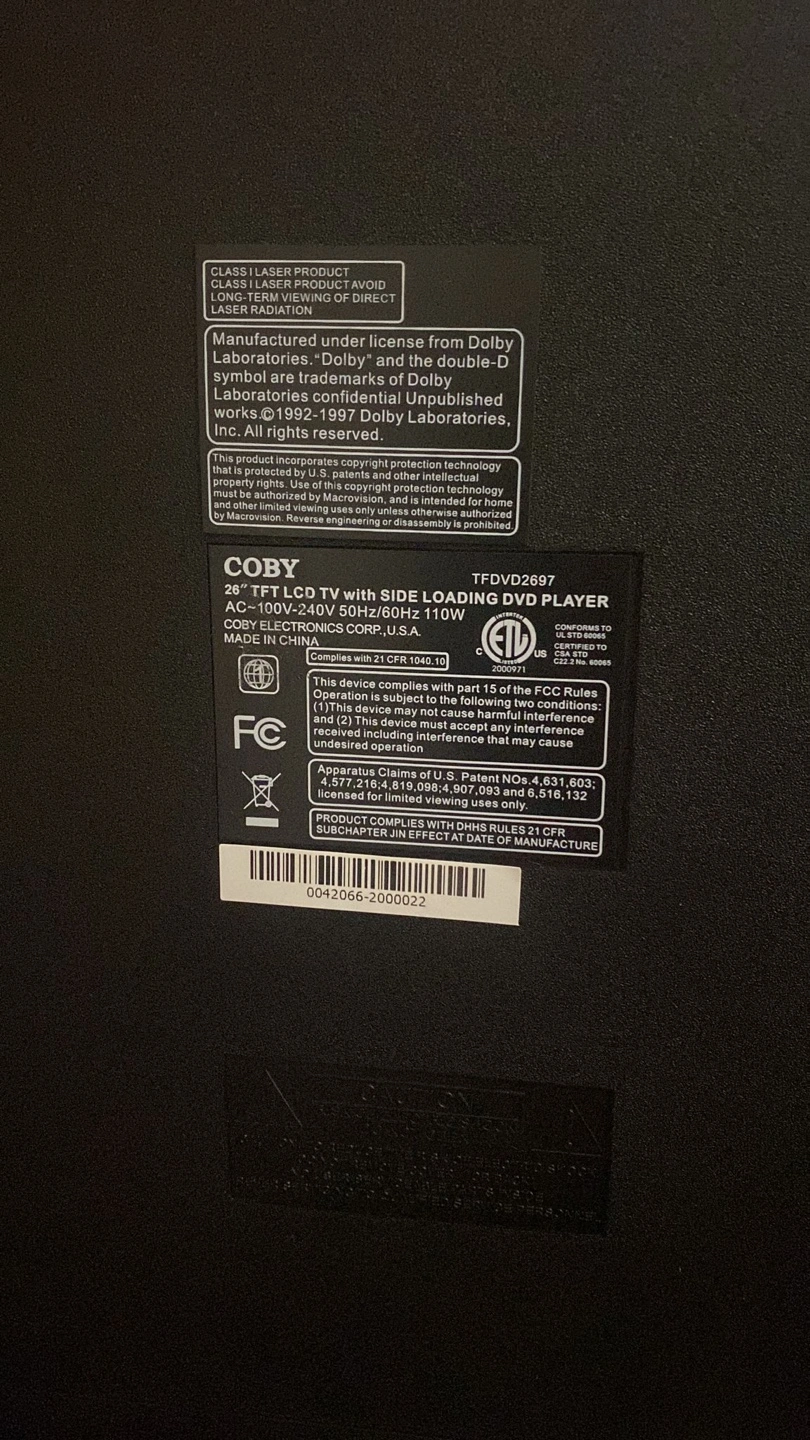 CLASS I LASER PRODUCT
CLASS I LASER PRODUCT AVOID
LONG-TERM VIEWING OF DIRECT
LASER RADIATION
Manufactured under license from Dolby
Laboratories."Dolby" and the double-D
symbol are trademarks of Dolby
Laboratories confidential Unpublished
works.©1992-1997 Dolby Laboratories,
Inc. All rights reserved.
This product incorporates copyright protection technology
that is protected by U.S. patents and other intellectual
property rights. Use of this copyright protection technology
must be authorized by Macrovision, and is intended for home
and other limited viewing uses only unless otherwise authorized
by Macrovision. Reverse engineering or disassembly is prohibited.
COBY
TFDVD2697
26" TFT LCD TV with SIDE LOADING DVD PLAYER
AC~100V-240V 50Hz/60Hz 110W
COBY ELECTRONICS CORP.,U.S.A.
MADE IN CHINA
INTERTEK
ETL
LISTED
C US
2000971
CONFORMS TO
UL STD 60065
CERTIFIED TO
CSA STD
C22.2 No. 60065
Complies with 21 CFR 1040.10
1
FC
This device complies with part 15 of the FCC Rules
Operation is subject to the following two conditions:
(1)This device may not cause harmful interference
and (2) This device must accept any interference
received including interference that may cause
undesired operation
Apparatus Claims of U.S. Patent NOs.4,631,603;
4,577,216;4,819,098;4,907,093 and 6,516,132
licensed for limited viewing uses only.
PRODUCT COMPLIES WITH DHHS RULES 21 CFR
SUBCHAPTER JIN EFFECT AT DATE OF MANUFACTURE
0042066-2000022
CAUTION